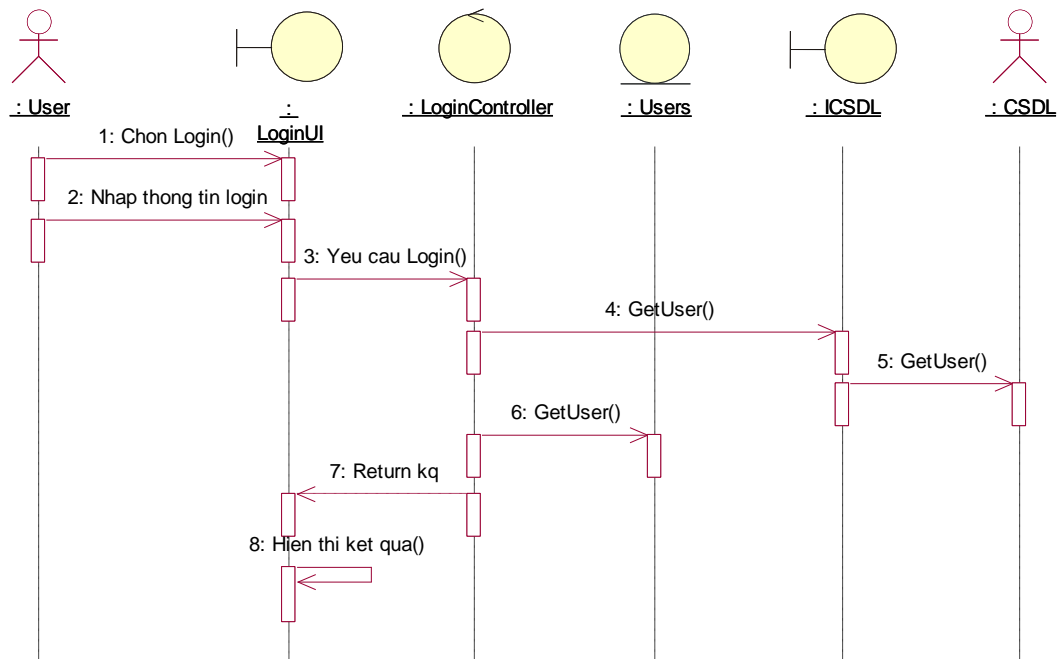 : User
:
LoginUI
: LoginController
: Users
: ICSDL
: CSDL
1: Chon Login()
2: Nhap thong tin login
3: Yeu cau Login()
4: GetUser()
5: GetUser()
6: GetUser()
7: Return kq
8: Hien thi ket qua()